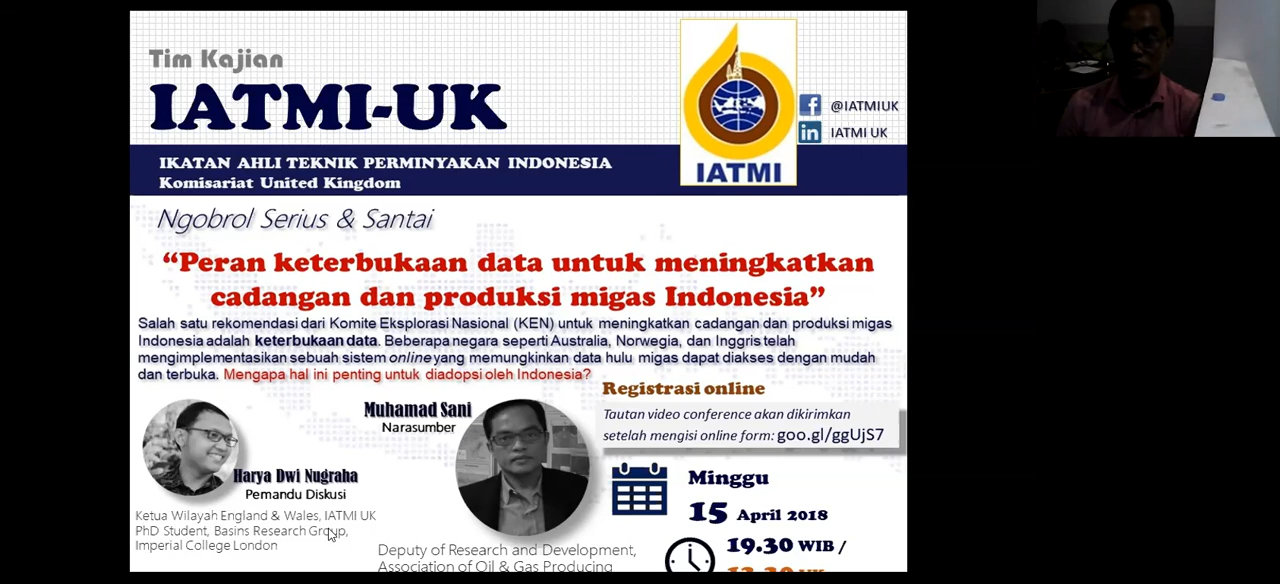 Tim Kajian
IATMI-UK
@IATMIUK
IATMI UK
IATMI
IKATAN AHLI TEKNIK PERMINYAKAN INDONESIA
Komisariat United Kingdom
Ngobrol Serius & Santai
“Peran keterbukaan data untuk meningkatkan
cadangan dan produksi migas Indonesia”
Salah satu rekomendasi dari Komite Eksplorasi Nasional (KEN) untuk meningkatkan cadangan dan produksi migas
Indonesia adalah keterbukaan data. Beberapa negara seperti Australia, Norwegia, dan Inggris telah
mengimplementasikan sebuah sistem online yang memungkinkan data hulu migas dapat diakses dengan mudah
dan terbuka. Mengapa hal ini penting untuk diadopsi oleh Indonesia?
Registrasi online
Tautan video conference akan dikirimkan
setelah mengisi online form: goo.gl/ggUjS7
Muhamad Sani
Narasumber
Harya Dwi Nugraha
Pemandu Diskusi
Ketua Wilayah England & Wales, IATMI UK
PhD Student, Basins Research Group,
Imperial College London
Deputy of Research and Development,
Association of Oil & Gas Producing
Minggu
15 April 2018
19.30 WIB /